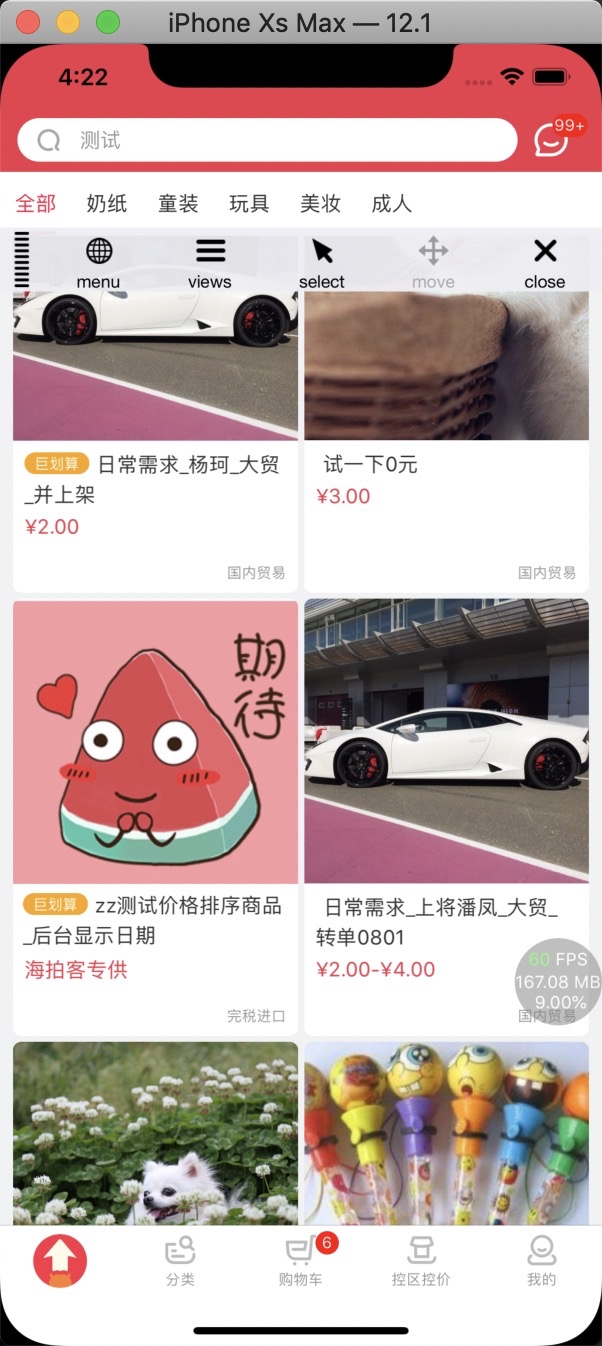 iPhone Xs Max — 12.1
4:22
测试
99+
全部 奶纸 童装 玩具 美妆 成人
menu views select move close
巨划算 日常需求_杨珂_大贸
_并上架
¥2.00
国内贸易
试一下0元
¥3.00
国内贸易
期待
巨划算 zz测试价格排序商品
_后台显示日期
海拍客专供
完税进口
日常需求_上将潘凤_大贸_
转单0801
¥2.00-¥4.00
国内贸易
60 FPS
167.08 MB
9.00%
6
分类 购物车 控区控价 我的